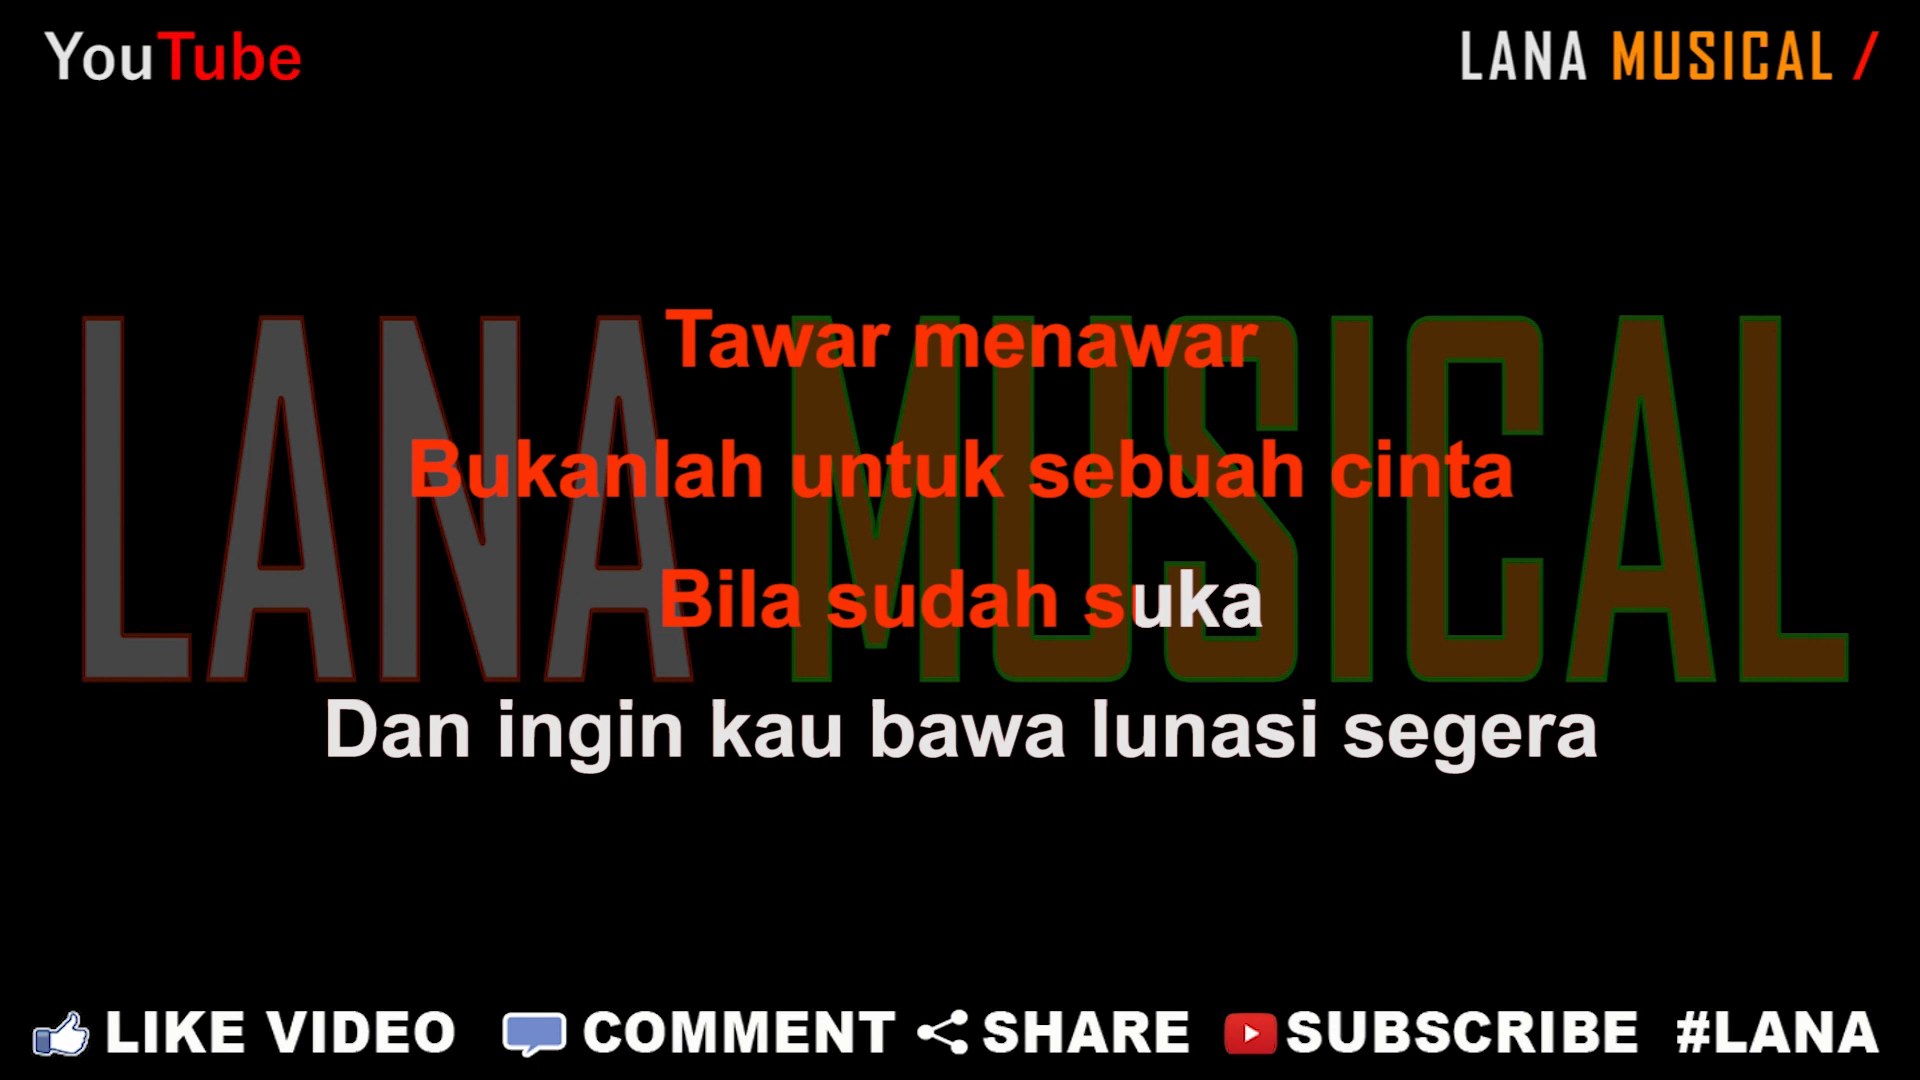 YouTube
LANA MUSICAL /
LANA MUSICAL
Tawar menawar
Bukanlah untuk sebuah cinta
Bila sudah suka
Dan ingin kau bawa lunasi segera
LIKE VIDEO COMMENT SHARE SUBSCRIBE #LANA